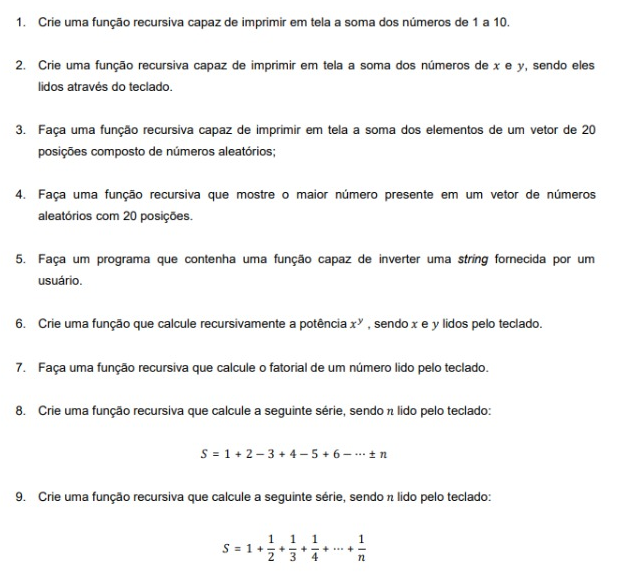 1. Crie uma função recursiva capaz de imprimir em tela a soma dos números de 1 a 10.
2. Crie uma função recursiva capaz de imprimir em tela a soma dos números de x e y, sendo eles
lidos através do teclado.
3. Faça uma função recursiva capaz de imprimir em tela a soma dos elementos de um vetor de 20
posições composto de números aleatórios;
4. Faça uma função recursiva que mostre o maior número presente em um vetor de números
aleatórios com 20 posições.
5. Faça um programa que contenha uma função capaz de inverter uma string fornecida por um
usuário.
6. Crie uma função que calcule recursivamente a potência x^y , sendo x e y lidos pelo teclado.
7. Faça uma função recursiva que calcule o fatorial de um número lido pelo teclado.
8. Crie uma função recursiva que calcule a seguinte série, sendo n lido pelo teclado:
S = 1 + 2 − 3 + 4 − 5 + 6 − ⋯ ± n
9. Crie uma função recursiva que calcule a seguinte série, sendo n lido pelo teclado:
S = 1 + 1/2 + 1/3 + 1/4 + ⋯ + 1/n